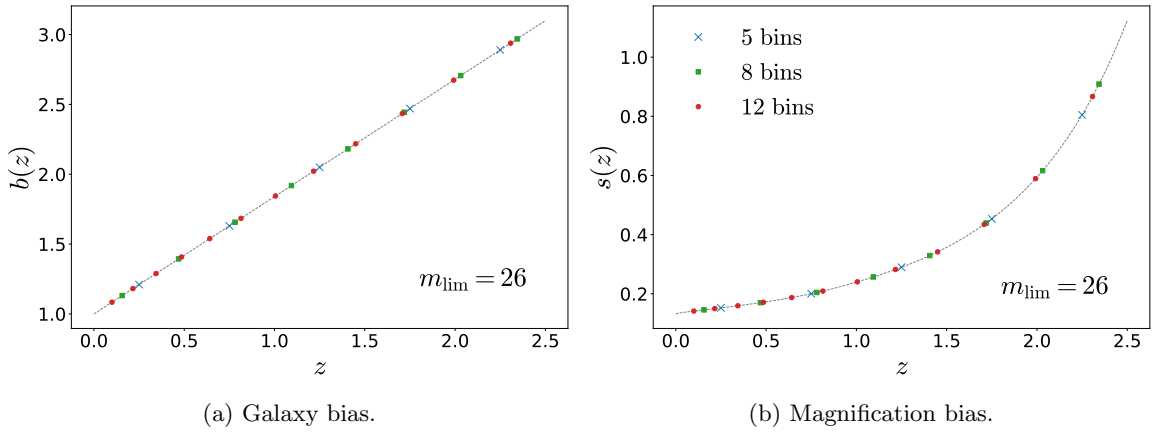 3.0
2.5
2.0
1.5
1.0
b(z)
0.0 0.5 1.0 1.5 2.0 2.5
z
m_lim = 26
(a) Galaxy bias.
1.0
0.8
0.6
0.4
0.2
s(z)
5 bins
8 bins
12 bins
m_lim = 26
0.0 0.5 1.0 1.5 2.0 2.5
z
(b) Magnification bias.